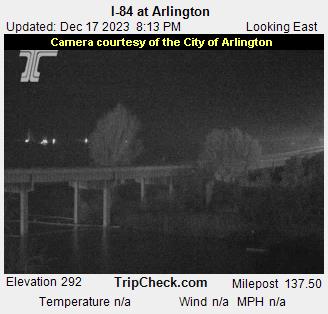 I-84 at Arlington
Updated: Dec 17 2023 8:13 PM Looking East
Camera courtesy of the City of Arlington
Elevation 292 TripCheck.com Milepost 137.50
Temperature n/a Wind n/a MPH n/a